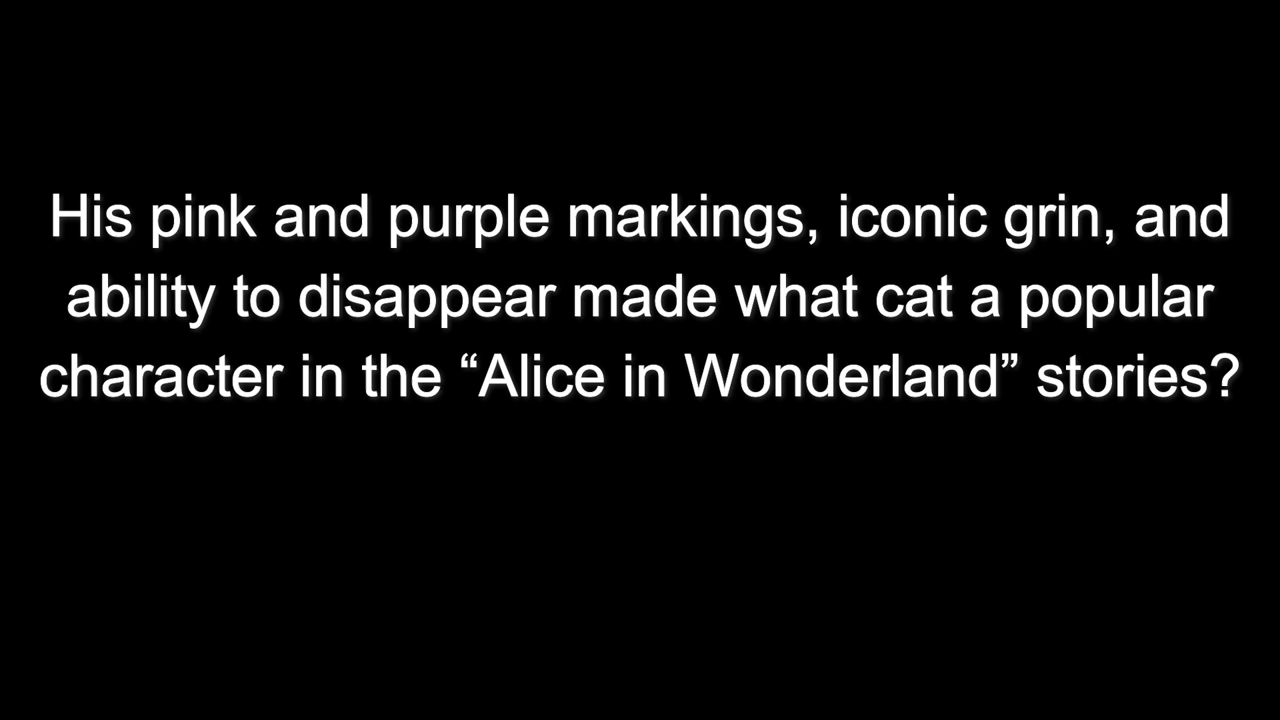 His pink and purple markings, iconic grin, and
ability to disappear made what cat a popular
character in the “Alice in Wonderland” stories?